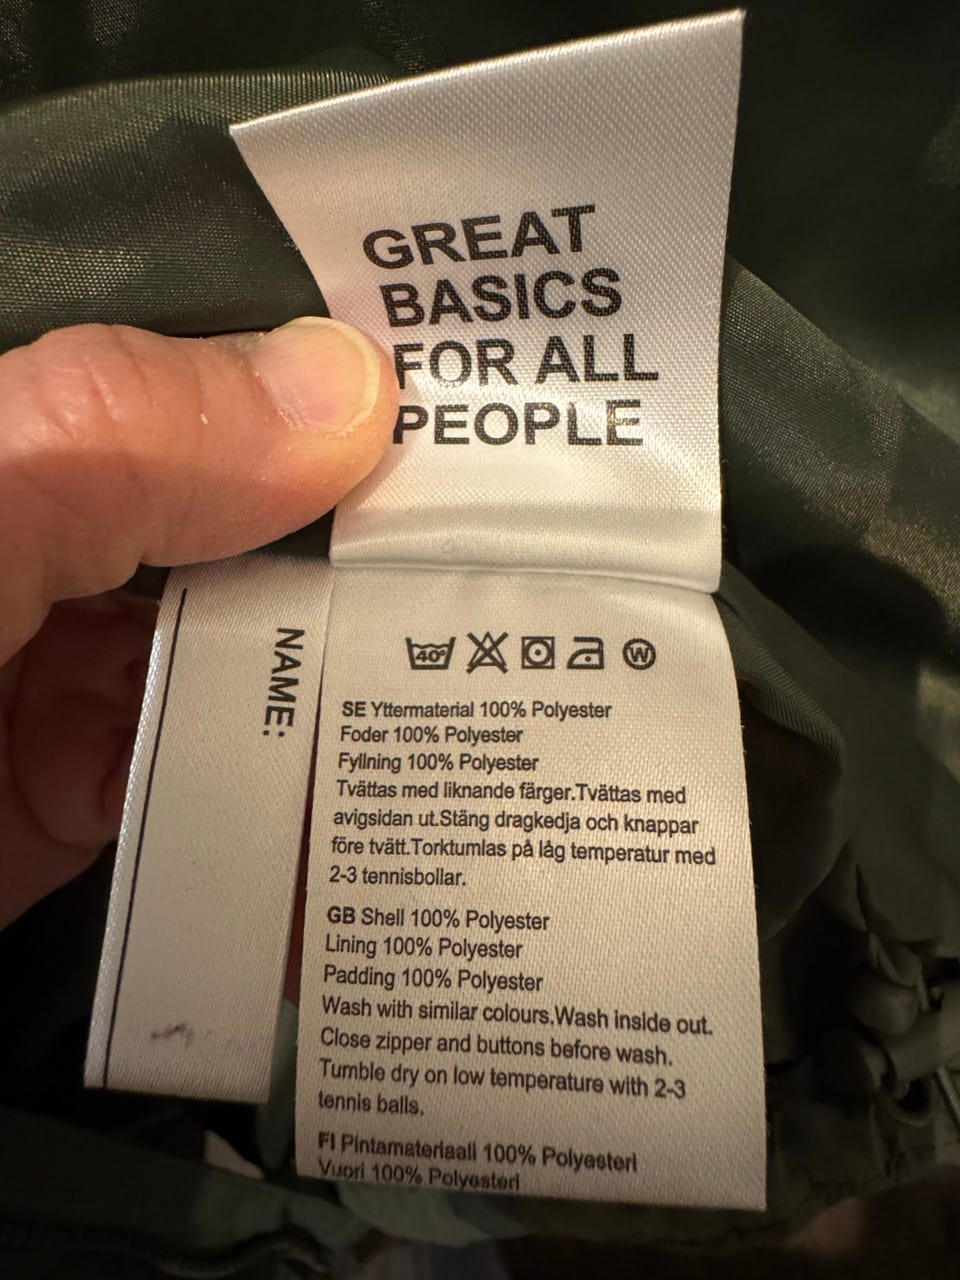 GREAT
BASICS
FOR ALL
PEOPLE
NAME:
40°
W
SE Yttermaterial 100% Polyester
Foder 100% Polyester
Fyllning 100% Polyester
Tvättas med liknande färger.Tvättas med
avigsidan ut.Stäng dragkedja och knappar
före tvätt.Torktumlas på låg temperatur med
2-3 tennisbollar.
GB Shell 100% Polyester
Lining 100% Polyester
Padding 100% Polyester
Wash with similar colours.Wash inside out.
Close zipper and buttons before wash.
Tumble dry on low temperature with 2-3
tennis balls.
FI Pintamateriaali 100% Polyesteri
Vuori 100% Polyesteri